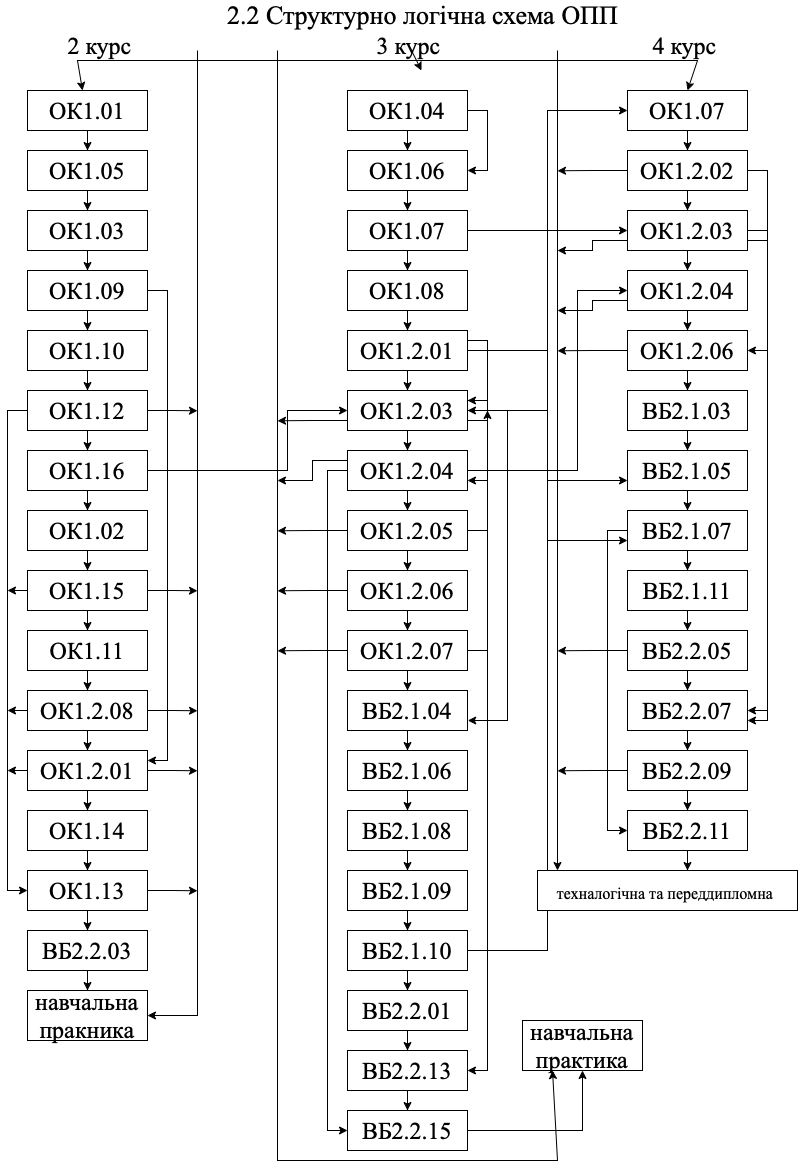 2.2 Структурно логічна схема ОПП
2 курс
3 курс
4 курс
ОК1.01
ОК1.05
ОК1.03
ОК1.09
ОК1.10
ОК1.12
ОК1.16
ОК1.02
ОК1.15
ОК1.11
ОК1.2.08
ОК1.2.01
ОК1.14
ОК1.13
ВБ2.2.03
навчальна
пракника
ОК1.04
ОК1.06
ОК1.07
ОК1.08
ОК1.2.01
ОК1.2.03
ОК1.2.04
ОК1.2.05
ОК1.2.06
ОК1.2.07
ВБ2.1.04
ВБ2.1.06
ВБ2.1.08
ВБ2.1.09
ВБ2.1.10
ВБ2.2.01
ВБ2.2.13
ВБ2.2.15
ОК1.07
ОК1.2.02
ОК1.2.03
ОК1.2.04
ОК1.2.06
ВБ2.1.03
ВБ2.1.05
ВБ2.1.07
ВБ2.1.11
ВБ2.2.05
ВБ2.2.07
ВБ2.2.09
ВБ2.2.11
техналогічна та переддипломна
навчальна
практика